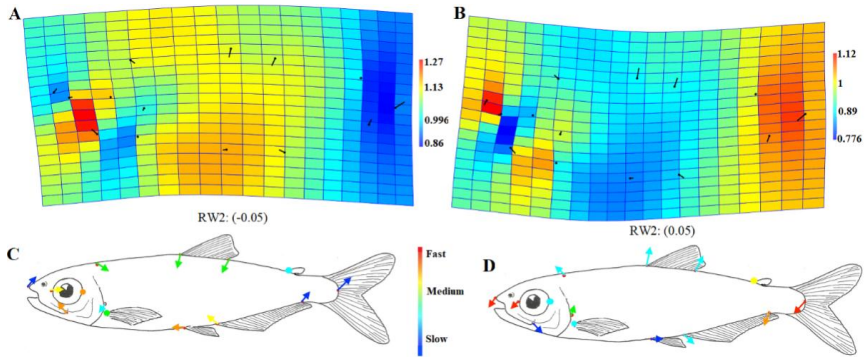 A
B
1.27
1.13
0.996
0.86
1.12
1
0.89
0.776
RW2: (-0.05)
RW2: (0.05)
C
Fast
Medium
Slow
D